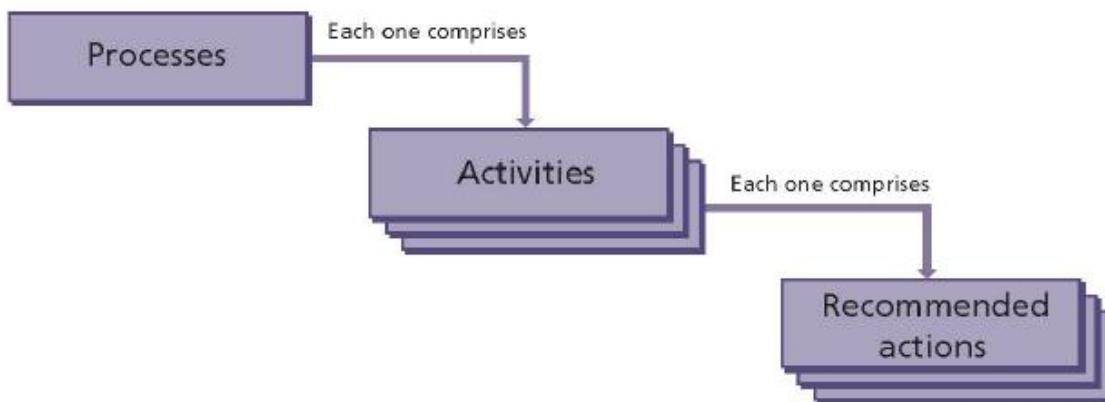 Processes
Each one comprises
Activities
Each one comprises
Recommended
actions